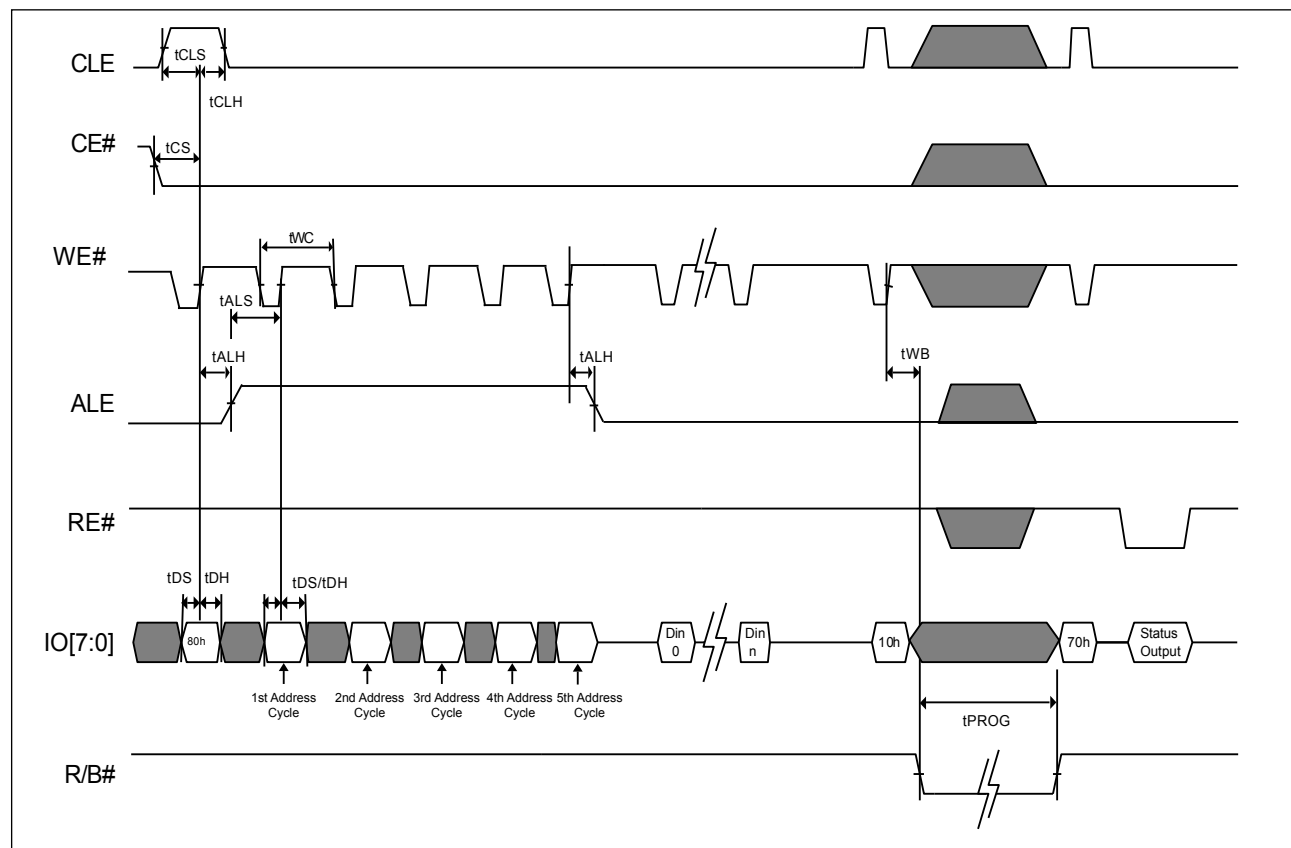 CLE
tCLS
tCLH
CE#
tCS
WE#
tWC
tALS
tALH
tALH
tWB
ALE
RE#
tDS
tDH
tDS/tDH
IO[7:0]
80h
Din
0
Din
n
10h
70h
Status
Output
1st Address
Cycle
2nd Address
Cycle
3rd Address
Cycle
4th Address
Cycle
5th Address
Cycle
tPROG
R/B#